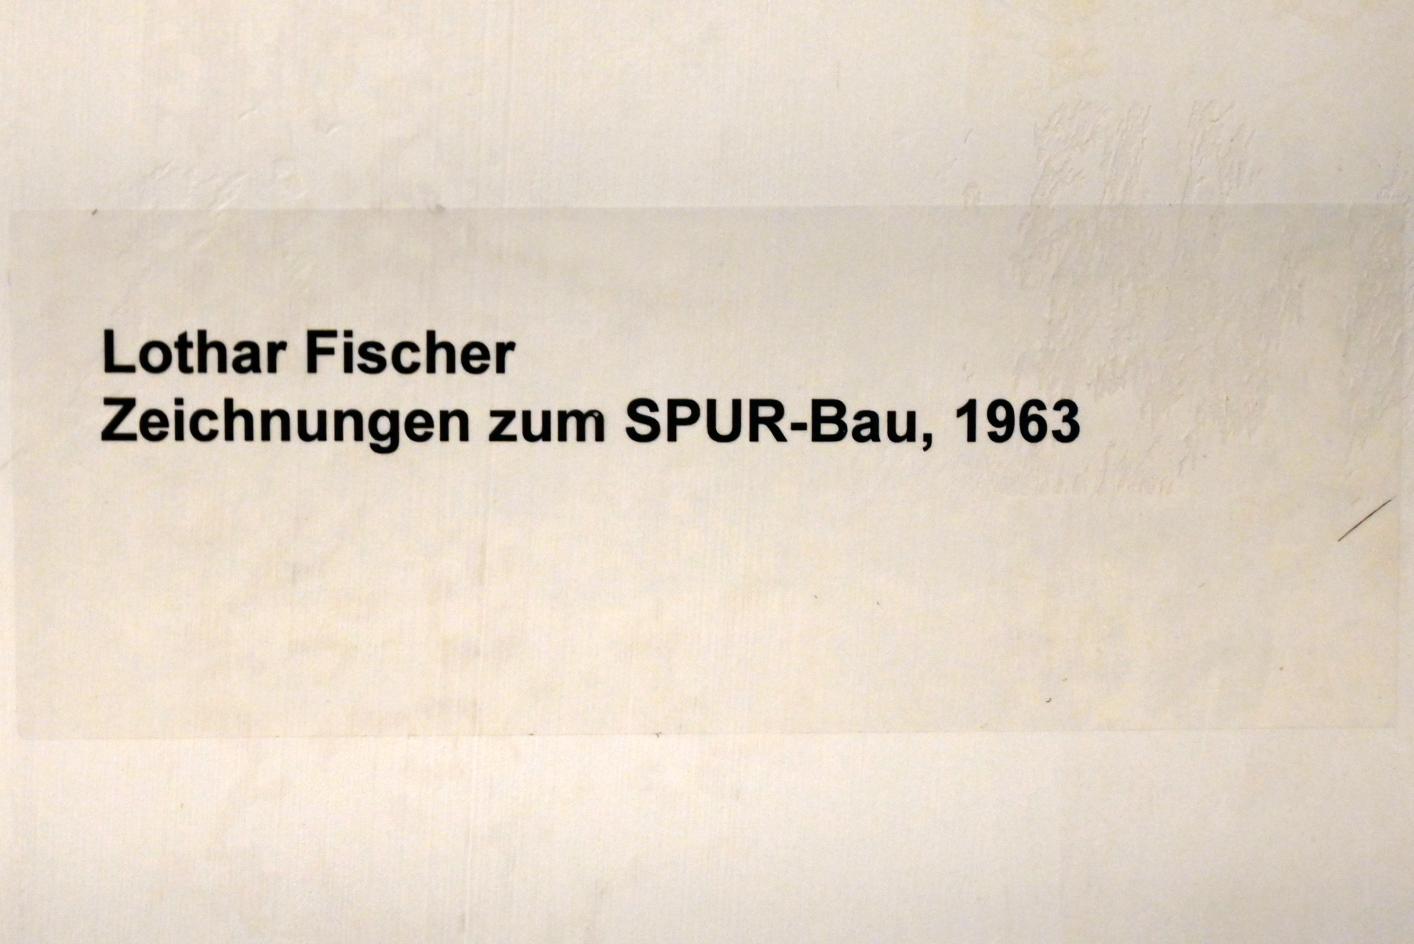 Lothar Fischer
Zeichnungen zum SPUR-Bau, 1963